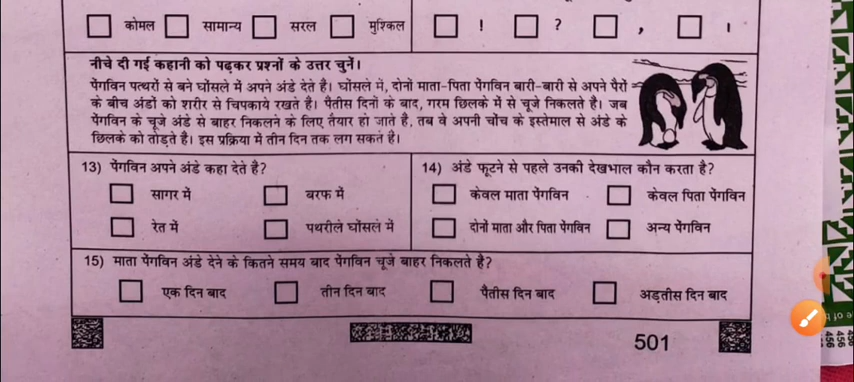 कोमल सामान्य सरल मुश्किल ! ? , ।
नीचे दी गई कहानी को पढ़कर प्रश्नों के उत्तर चुनें।
पेंगविन पत्थरों से बने घोंसले में अपने अंडे देते है। घोंसले में, दोनों माता-पिता पेंगविन बारी-बारी से अपने पैरों
के बीच अंडों को शरीर से चिपकाये रखते है। पैतीस दिनों के बाद, गरम छिलके में से चूजे निकलते है। जब
पेंगविन के चूजे अंडे से बाहर निकलने के लिए तैयार हो जाते है, तब वे अपनी चोंच के इस्तेमाल से अंडे के
छिलके को तोड़ते है। इस प्रक्रिया में तीन दिन तक लग सकते है।
13) पेंगविन अपने अंडे कहा देते है?
सागर में बरफ में
रेत में पथरीले घोंसले में
14) अंडे फूटने से पहले उनकी देखभाल कौन करता है?
केवल माता पेंगविन केवल पिता पेंगविन
दोनों माता और पिता पेंगविन अन्य पेंगविन
15) माता पेंगविन अंडे देने के कितने समय बाद पेंगविन चूजे बाहर निकलते है?
एक दिन बाद तीन दिन बाद पैतीस दिन बाद अड़तीस दिन बाद
501
456
456